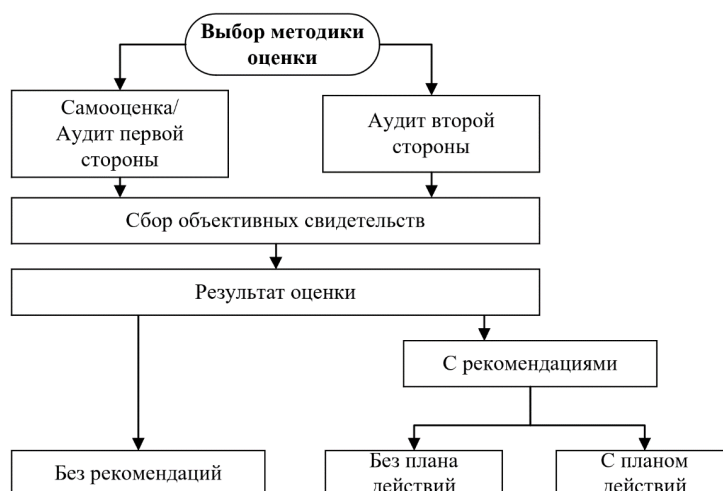 Выбор методики
оценки
Самооценка/
Аудит первой
стороны
Аудит второй
стороны
Сбор объективных свидетельств
Результат оценки
С рекомендациями
Без рекомендаций
Без плана
действий
С планом
действий